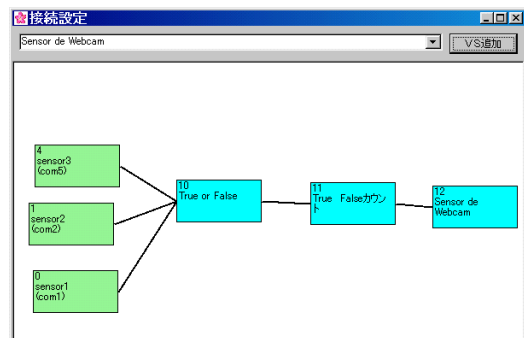 接続設定
Sensor de Webcam
VS追加
4
sensor3
(com5)
1
sensor2
(com2)
0
sensor1
(com1)
10
True or False
11
True Falseカウン
ト
12
Sensor de
Webcam